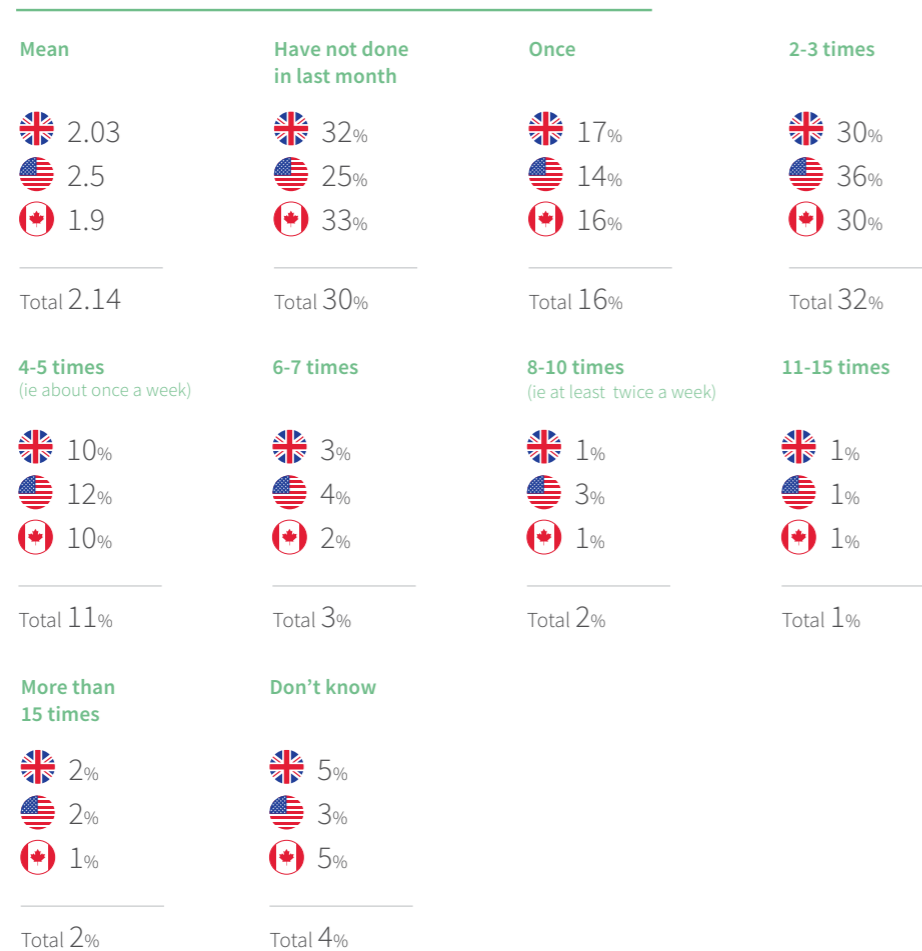 Mean
2.03
2.5
1.9
Total 2.14
Have not done
in last month
32%
25%
33%
Total 30%
Once
17%
14%
16%
Total 16%
2-3 times
30%
36%
30%
Total 32%
4-5 times
(ie about once a week)
10%
12%
10%
Total 11%
6-7 times
3%
4%
2%
Total 3%
8-10 times
(ie at least twice a week)
1%
3%
1%
Total 2%
11-15 times
1%
1%
1%
Total 1%
More than
15 times
2%
2%
1%
Total 2%
Don’t know
5%
3%
5%
Total 4%